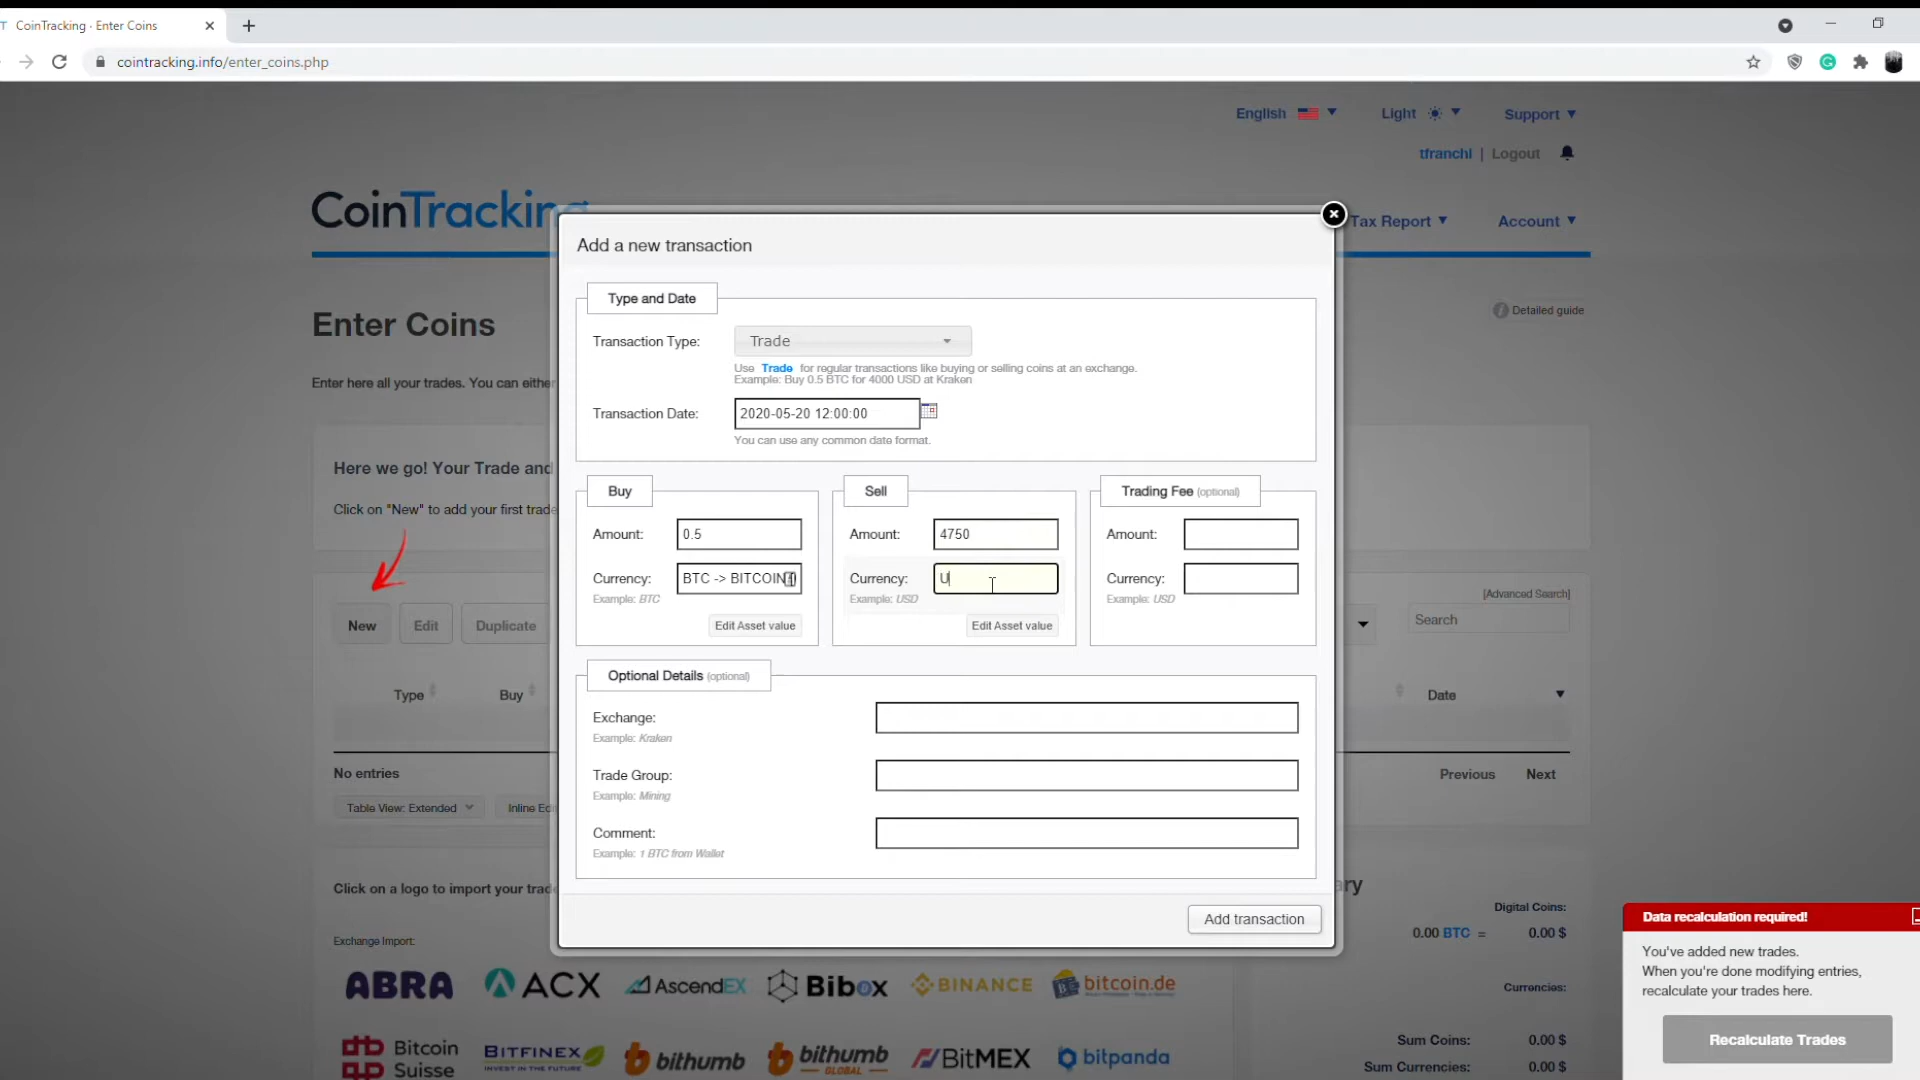 CoinTracking · Enter Coins
cointracking.info/enter_coins.php
English
Light
Support
tfranchi | Logout
CoinTracking
Tax Report
Account
Add a new transaction
Type and Date
Transaction Type:
Trade
Use Trade for regular transactions like buying or selling coins at an exchange.
Example: Buy 0.5 BTC for 4000 USD at Kraken
Transaction Date:
2020-05-20 12:00:00
You can use any common date format.
Enter Coins
Detailed guide
Enter here all your trades. You can either
Here we go! Your Trade and
Click on "New" to add your first trade
Buy
Amount:
0.5
Currency:
BTC -> BITCOIN
Example: BTC
Edit Asset value
Sell
Amount:
4750
Currency:
U
Example: USD
Edit Asset value
Trading Fee (optional)
Amount:
Currency:
Example: USD
[Advanced Search]
Search
New
Edit
Duplicate
Type
Buy
Date
Optional Details (optional)
Exchange:
Example: Kraken
Trade Group:
Example: Mining
Comment:
Example: 1 BTC from Wallet
Add transaction
No entries
Previous
Next
Table View: Extended
Inline Ed
Click on a logo to import your trad
ary
Exchange Import:
Digital Coins:
0.00 BTC = 0.00 $
Currencies:
Sum Coins: 0.00 $
Sum Currencies: 0.00 $
ABRA
ACX
AscendEX
Bibox
BINANCE
bitcoin.de
Bitcoin
Suisse
BITFINEX
INVEST IN THE FUTURE
bithumb
bithumb
GLOBAL
BitMEX
bitpanda
Data recalculation required!
You've added new trades.
When you're done modifying entries,
recalculate your trades here.
Recalculate Trades